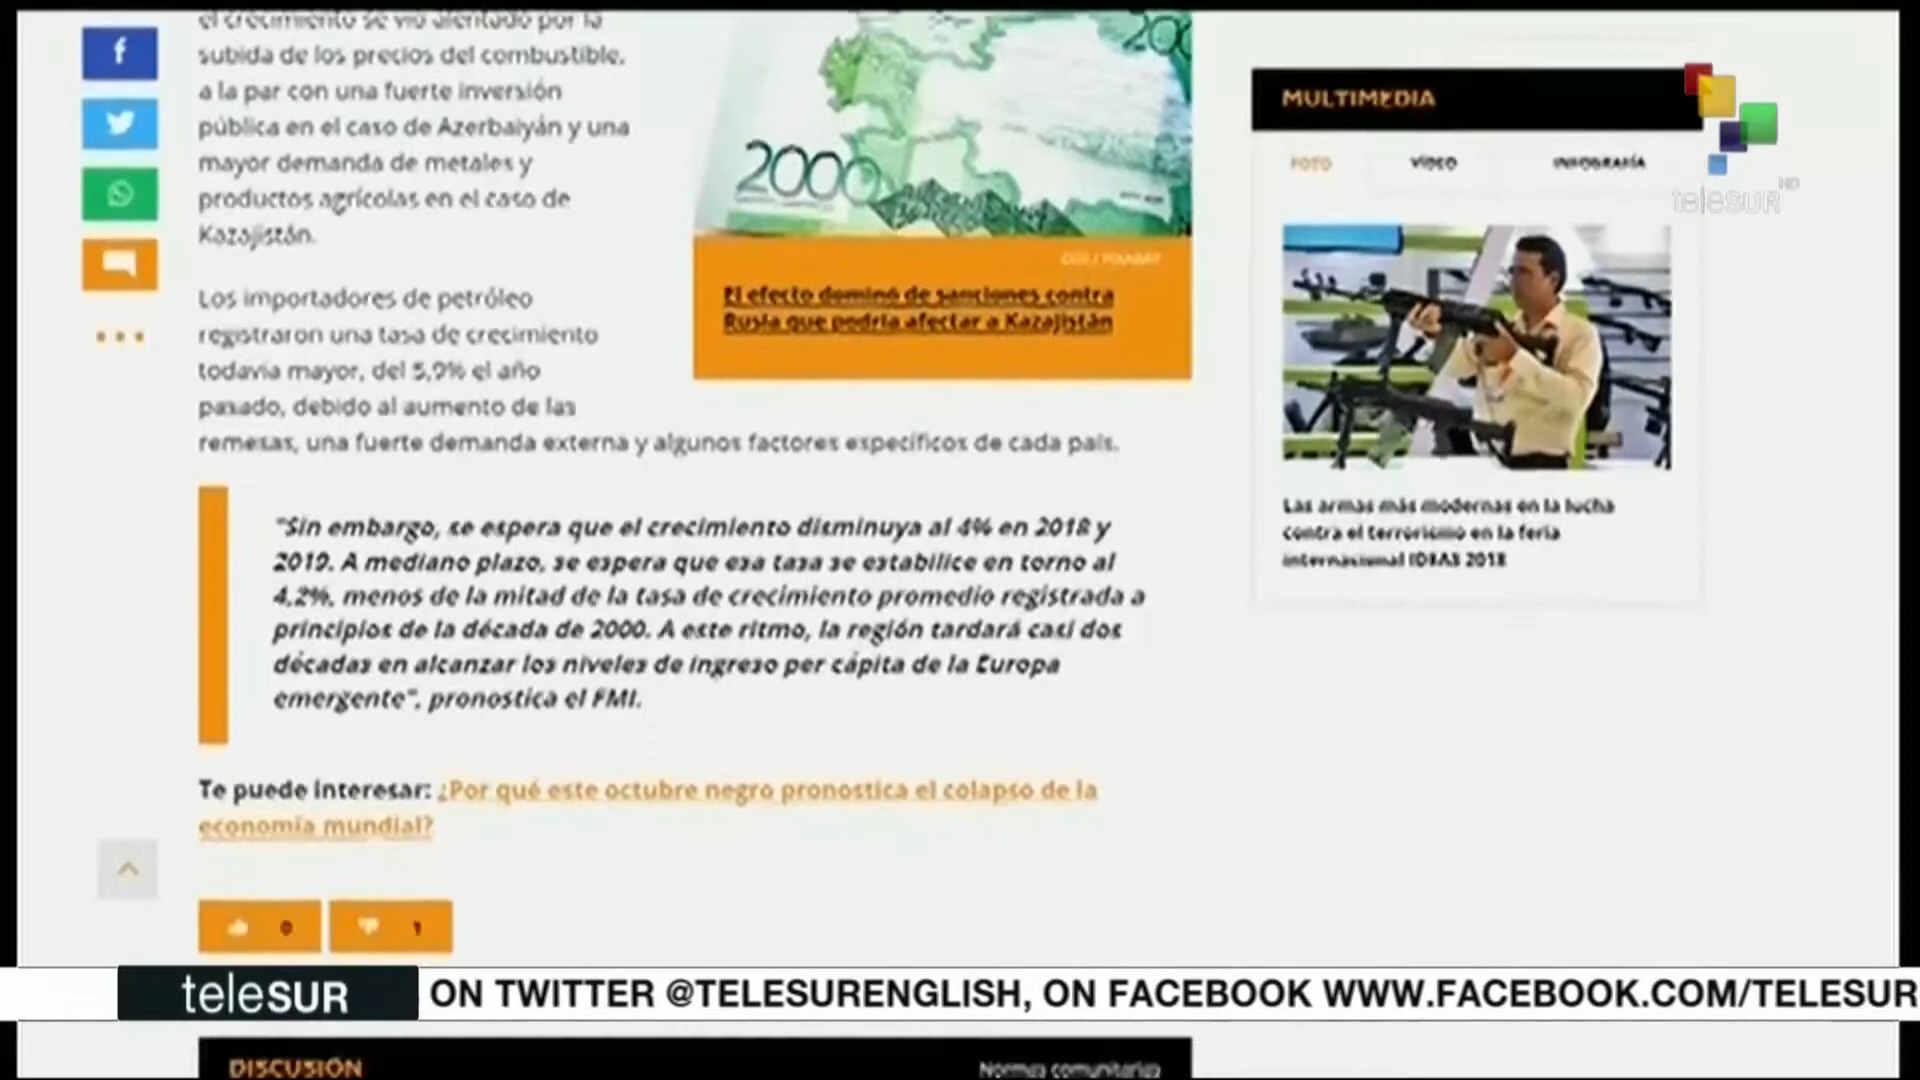 el crecimiento se vio alentado por la
subida de los precios del combustible,
a la par con una fuerte inversión
pública en el caso de Azerbaiyán y una
mayor demanda de metales y
productos agrícolas en el caso de
Kazajistán.
Los importadores de petróleo
registraron una tasa de crecimiento
todavía mayor, del 5,9% el año
pasado, debido al aumento de las
remesas, una fuerte demanda externa y algunos factores específicos de cada país.
200
2000
El efecto dominó de sanciones contra
Rusia que podría afectar a Kazajistán
"Sin embargo, se espera que el crecimiento disminuya al 4% en 2018 y
2019. A mediano plazo, se espera que esa tasa se estabilice en torno al
4,2%, menos de la mitad de la tasa de crecimiento promedio registrada a
principios de la década de 2000. A este ritmo, la región tardará casi dos
décadas en alcanzar los niveles de ingreso per cápita de la Europa
emergente", pronostica el FMI.
Te puede interesar: ¿Por qué este octubre negro pronostica el colapso de la
economía mundial?
0
1
MULTIMEDIA
FOTO VÍDEO INFOGRAFÍA
Las armas más modernas en la lucha
contra el terrorismo en la feria
internacional IDEAS 2018
teleSUR HD
teleSUR ON TWITTER @TELESURENGLISH, ON FACEBOOK WWW.FACEBOOK.COM/TELESUR
DISCUSIÓN Normas comunitarias